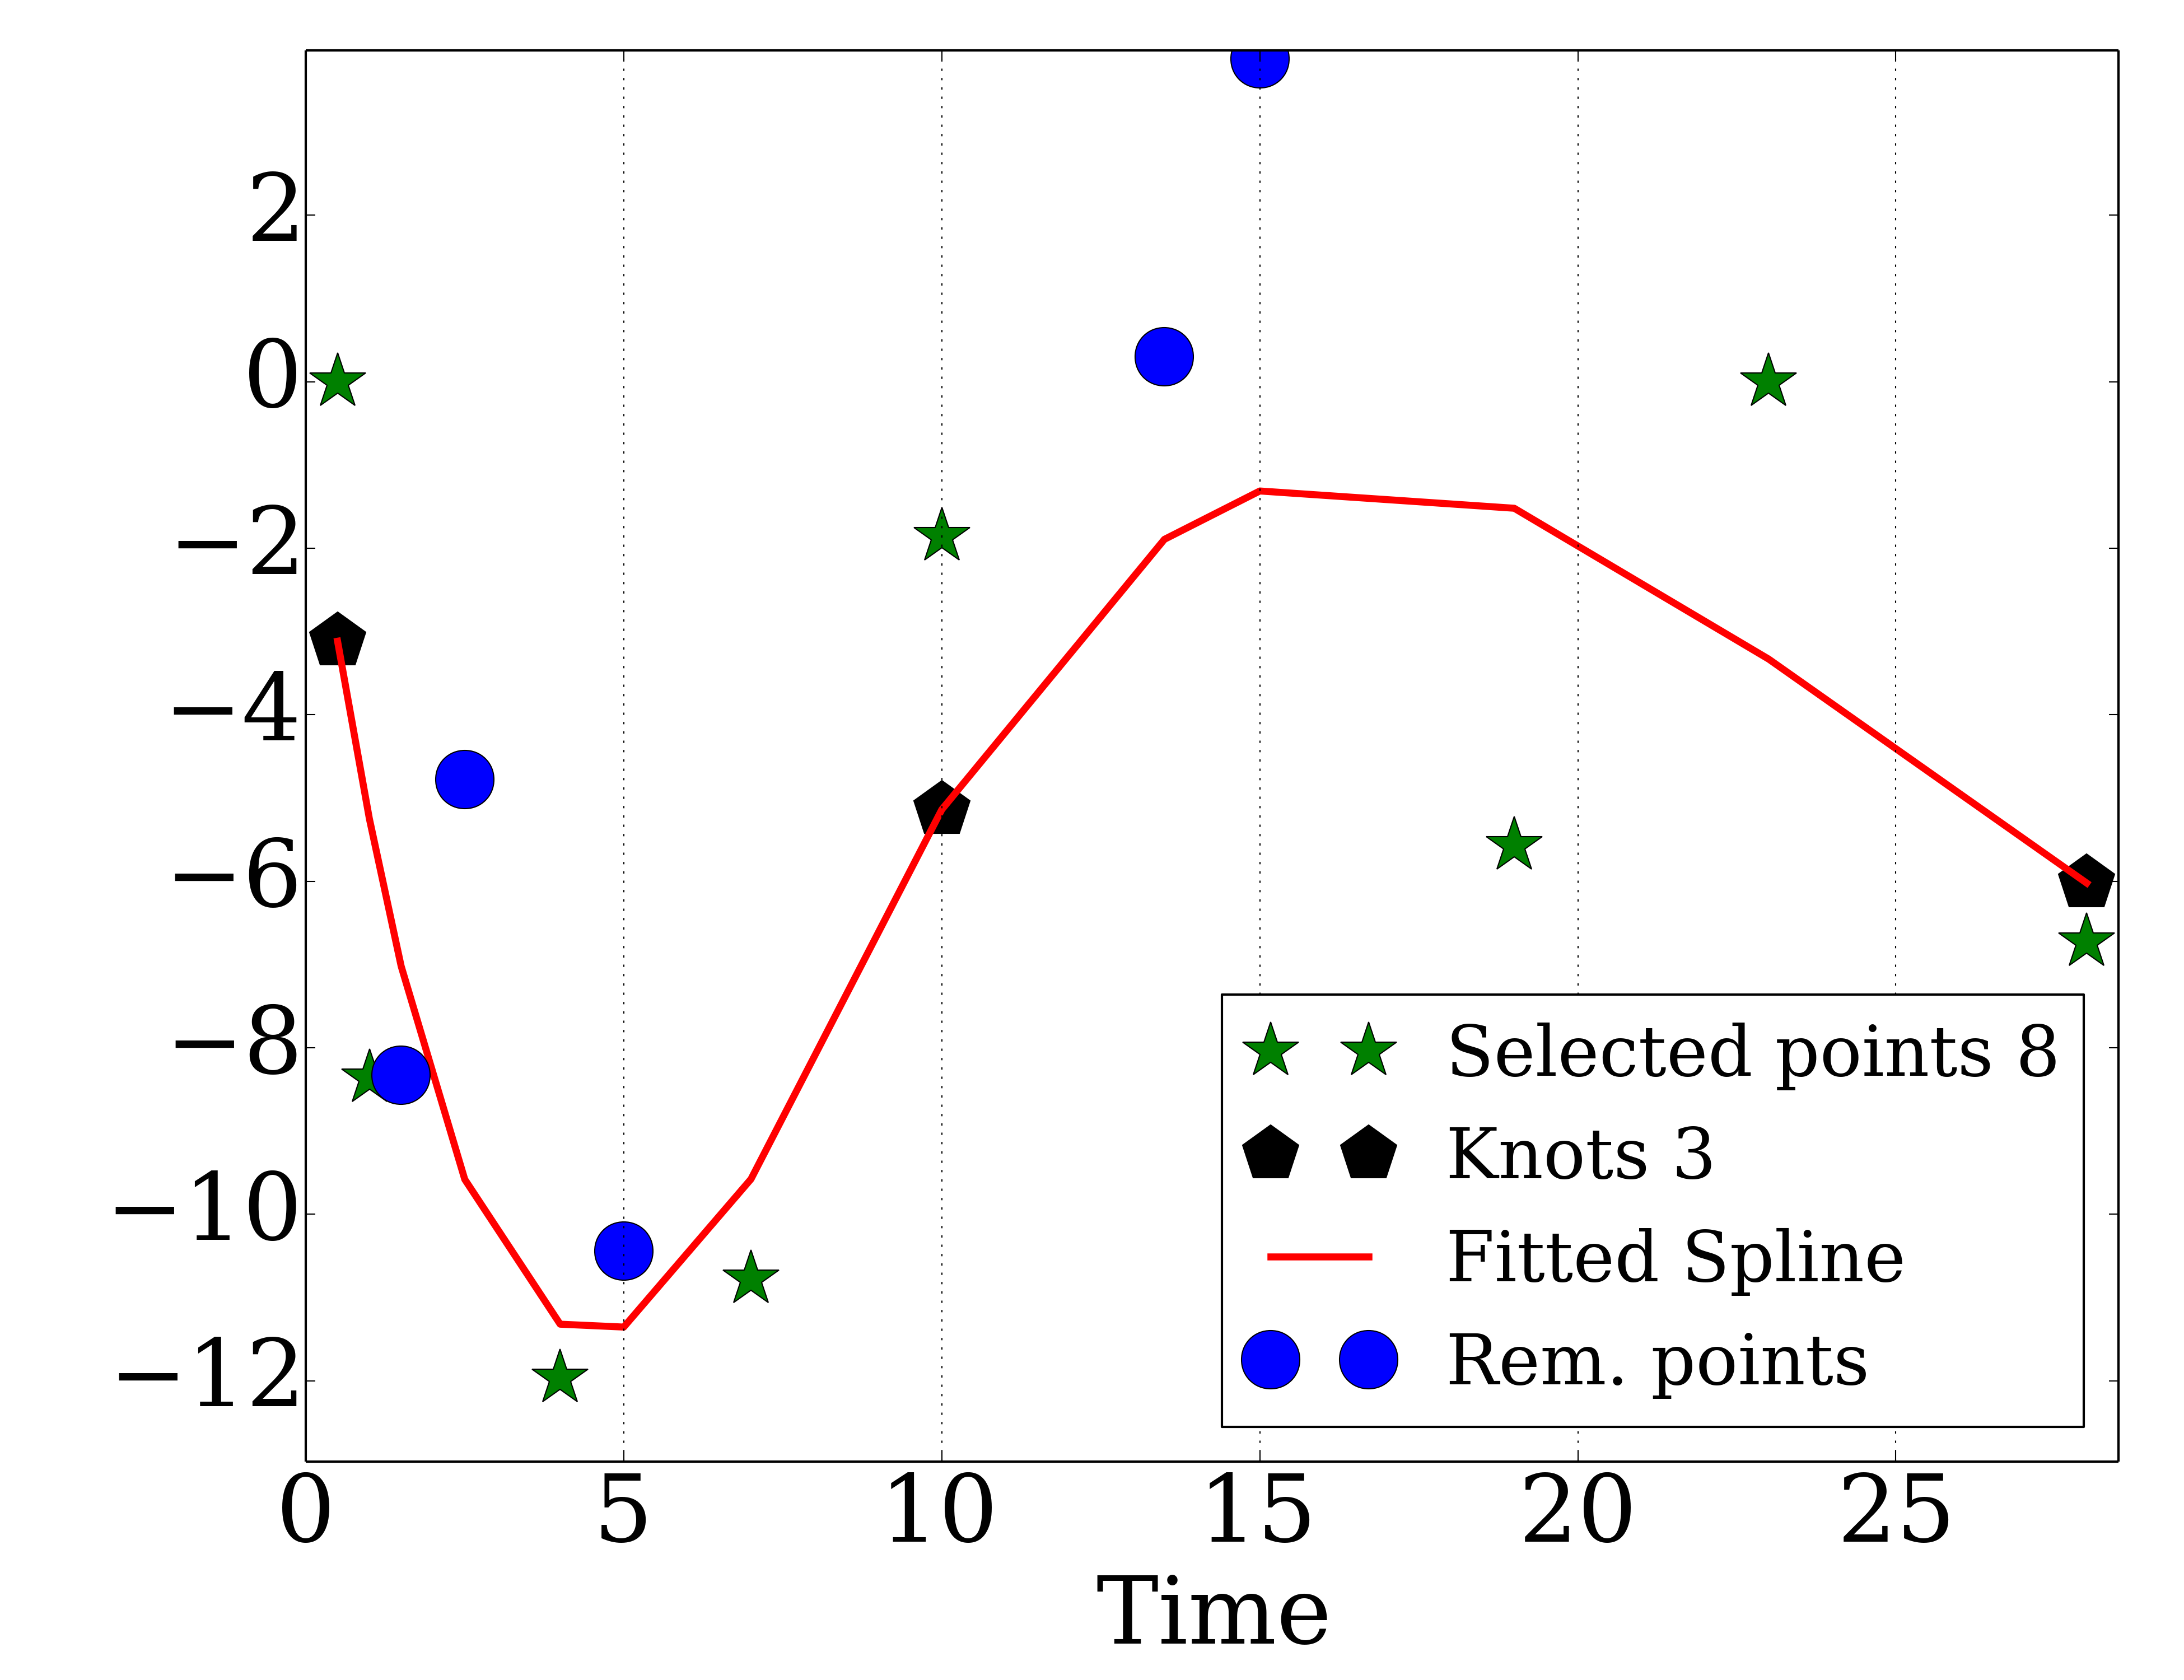 2
0
−2
−4
−6
−8
−10
−12
Selected points 8
Knots 3
Fitted Spline
Rem. points
0 5 10 15 20 25
Time